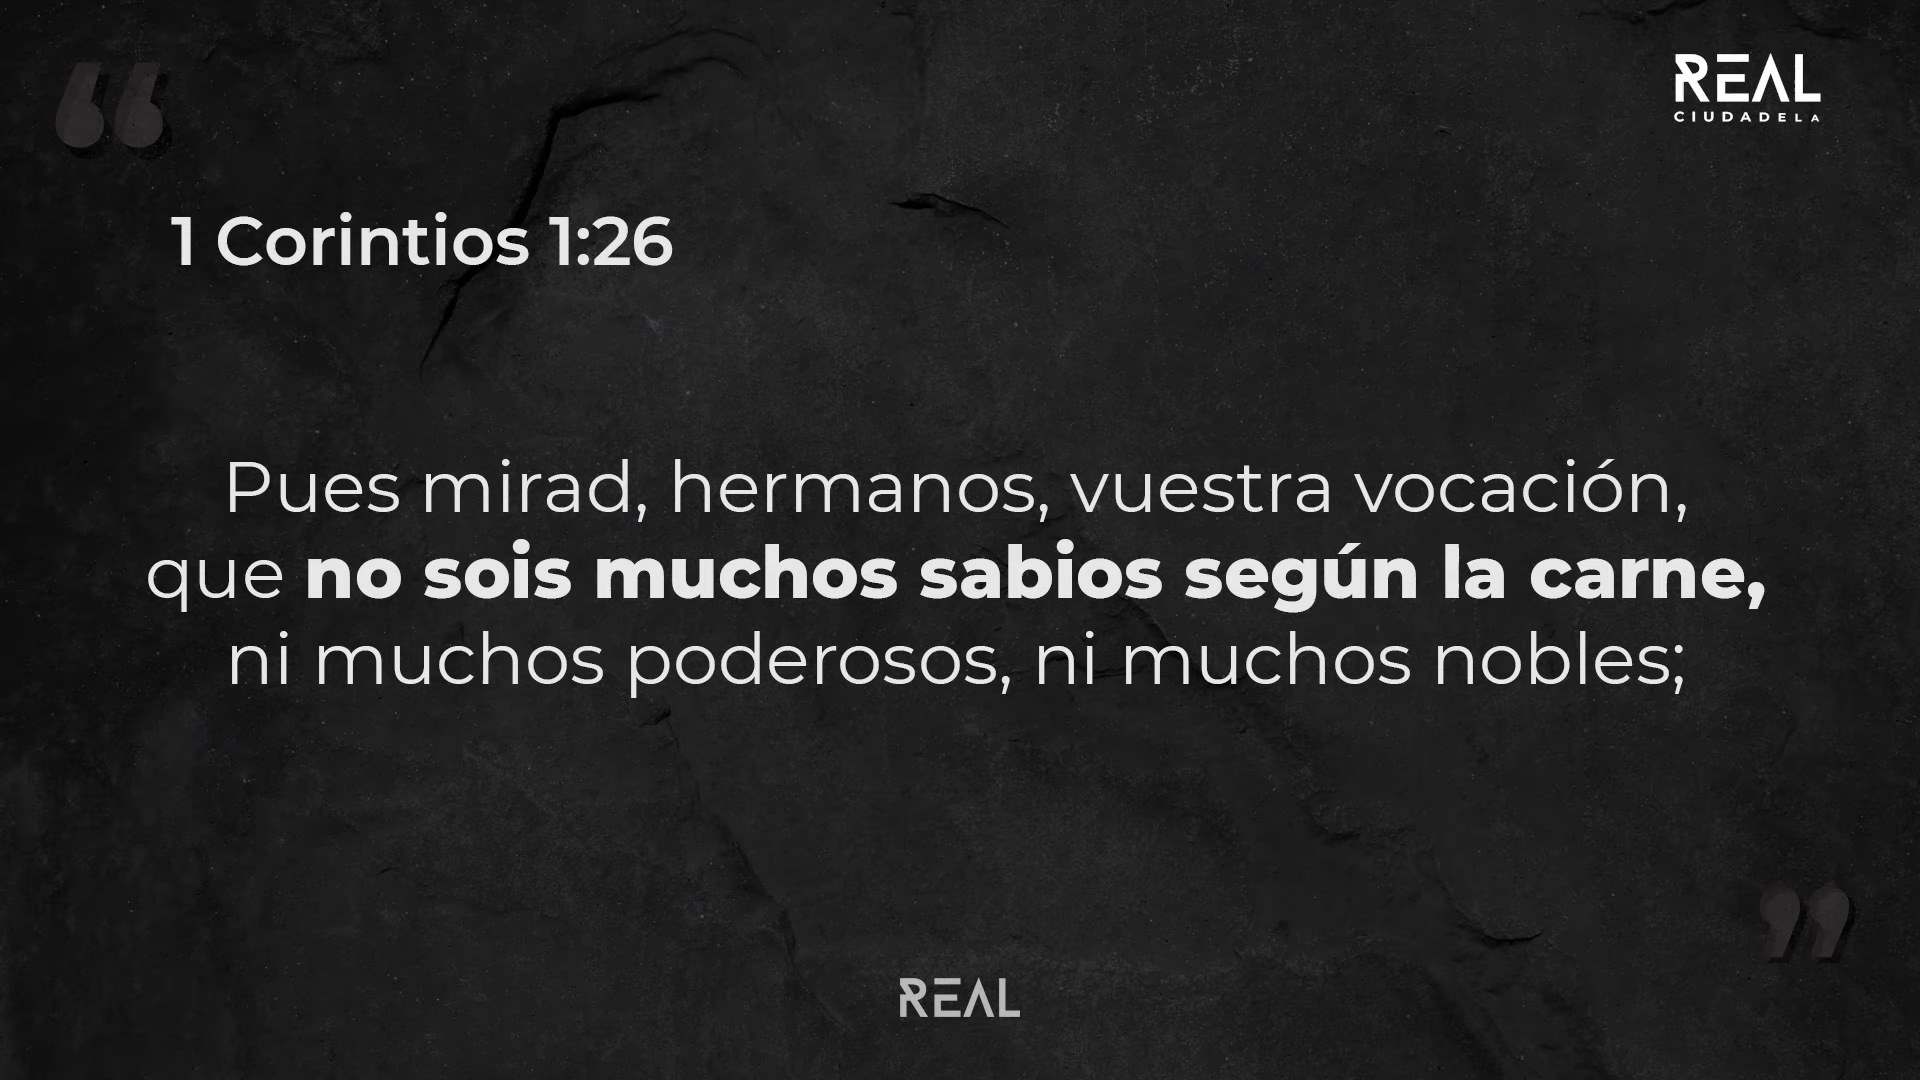 “
REAL
CIUDADELA
1 Corintios 1:26
Pues mirad, hermanos, vuestra vocación,
que no sois muchos sabios según la carne,
ni muchos poderosos, ni muchos nobles;
”
REAL